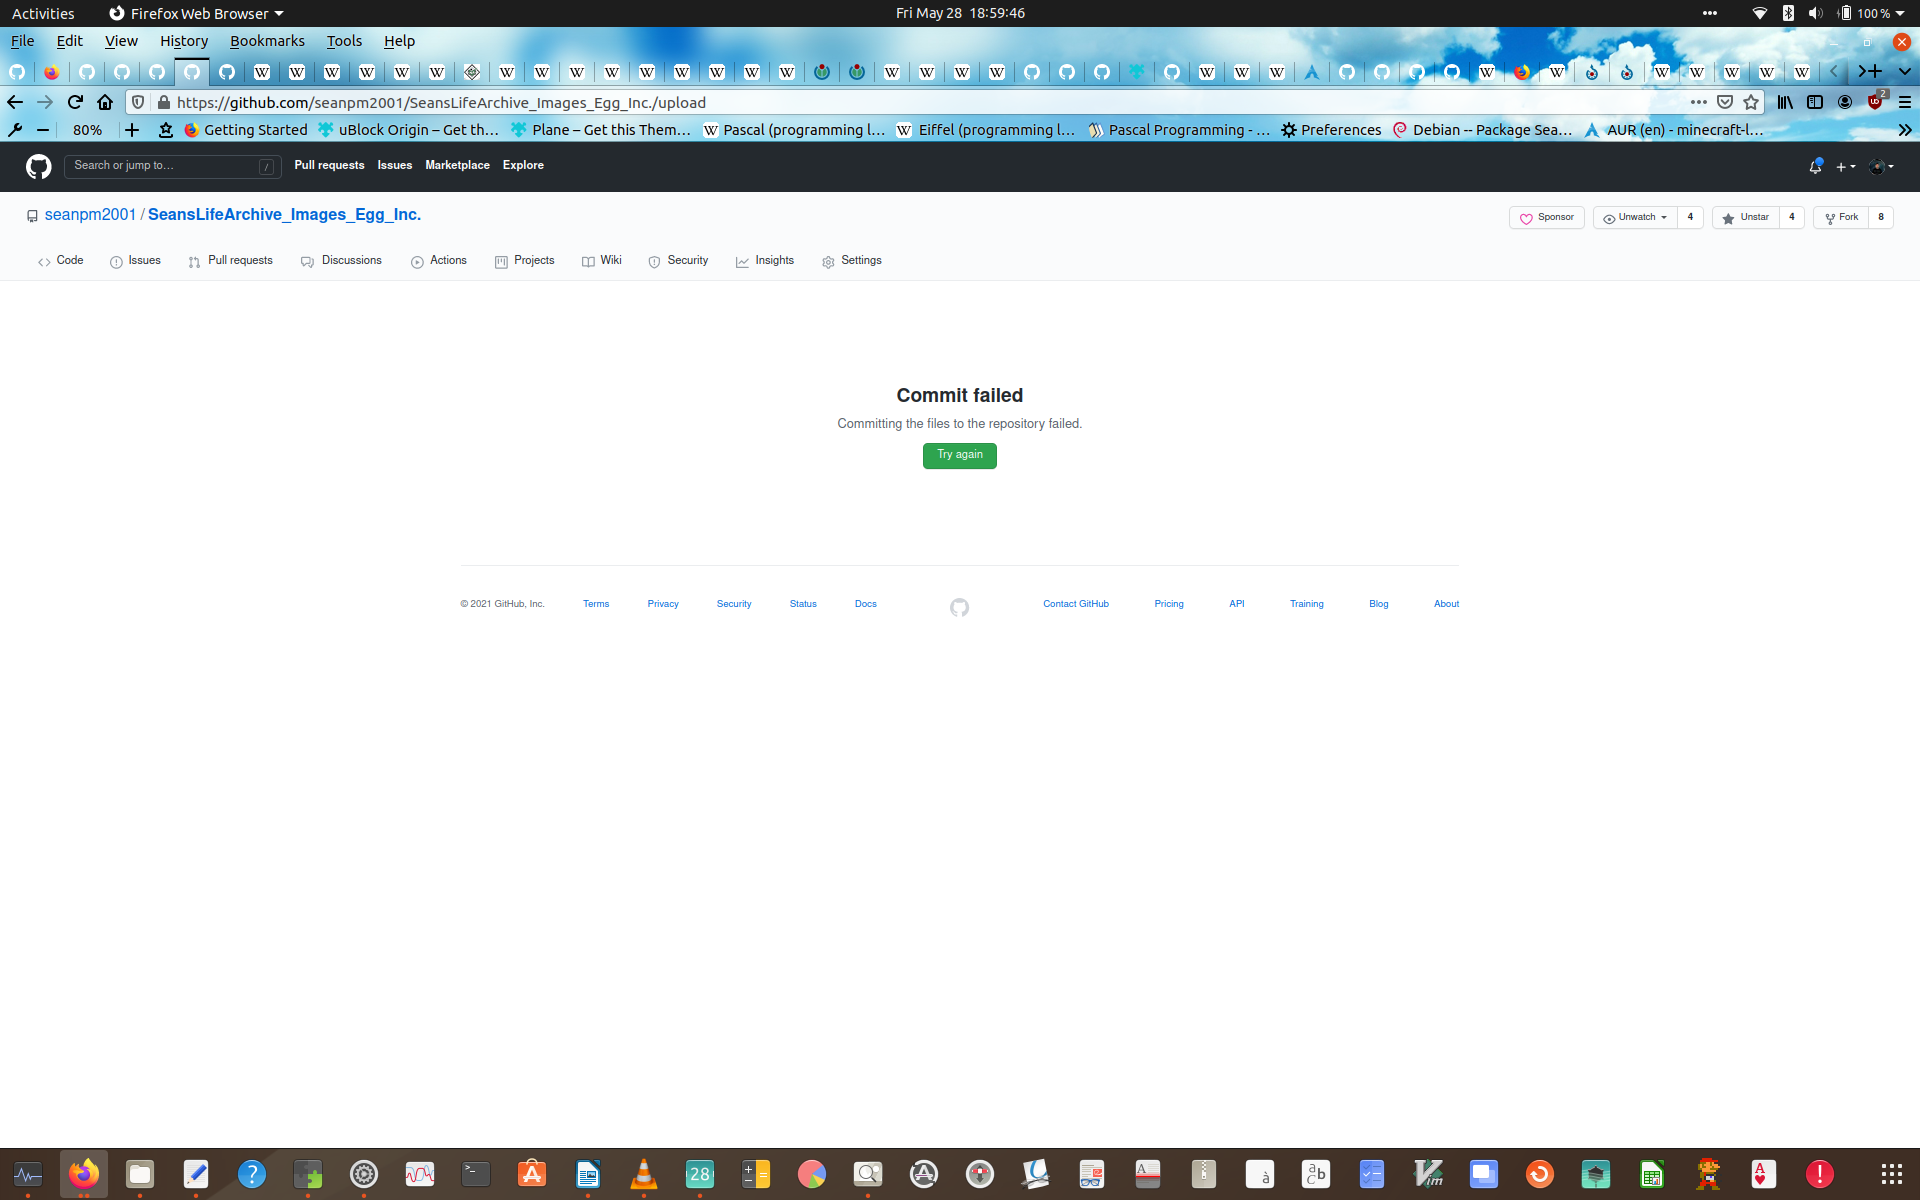 Activities Firefox Web Browser Fri May 28 18:59:46 100 %
File Edit View History Bookmarks Tools Help
https://github.com/seanpm2001/SeansLifeArchive_Images_Egg_Inc./upload 2
80% Getting Started uBlock Origin – Get th… Plane – Get this Them… Pascal (programming l… Eiffel (programming l… Pascal Programming - … Preferences Debian -- Package Sea… AUR (en) - minecraft-l…
Search or jump to… / Pull requests Issues Marketplace Explore
seanpm2001 / SeansLifeArchive_Images_Egg_Inc. Sponsor Unwatch 4 Unstar 4 Fork 8
Code Issues Pull requests Discussions Actions Projects Wiki Security Insights Settings
Commit failed
Committing the files to the repository failed.
Try again
© 2021 GitHub, Inc. Terms Privacy Security Status Docs Contact GitHub Pricing API Training Blog About
28